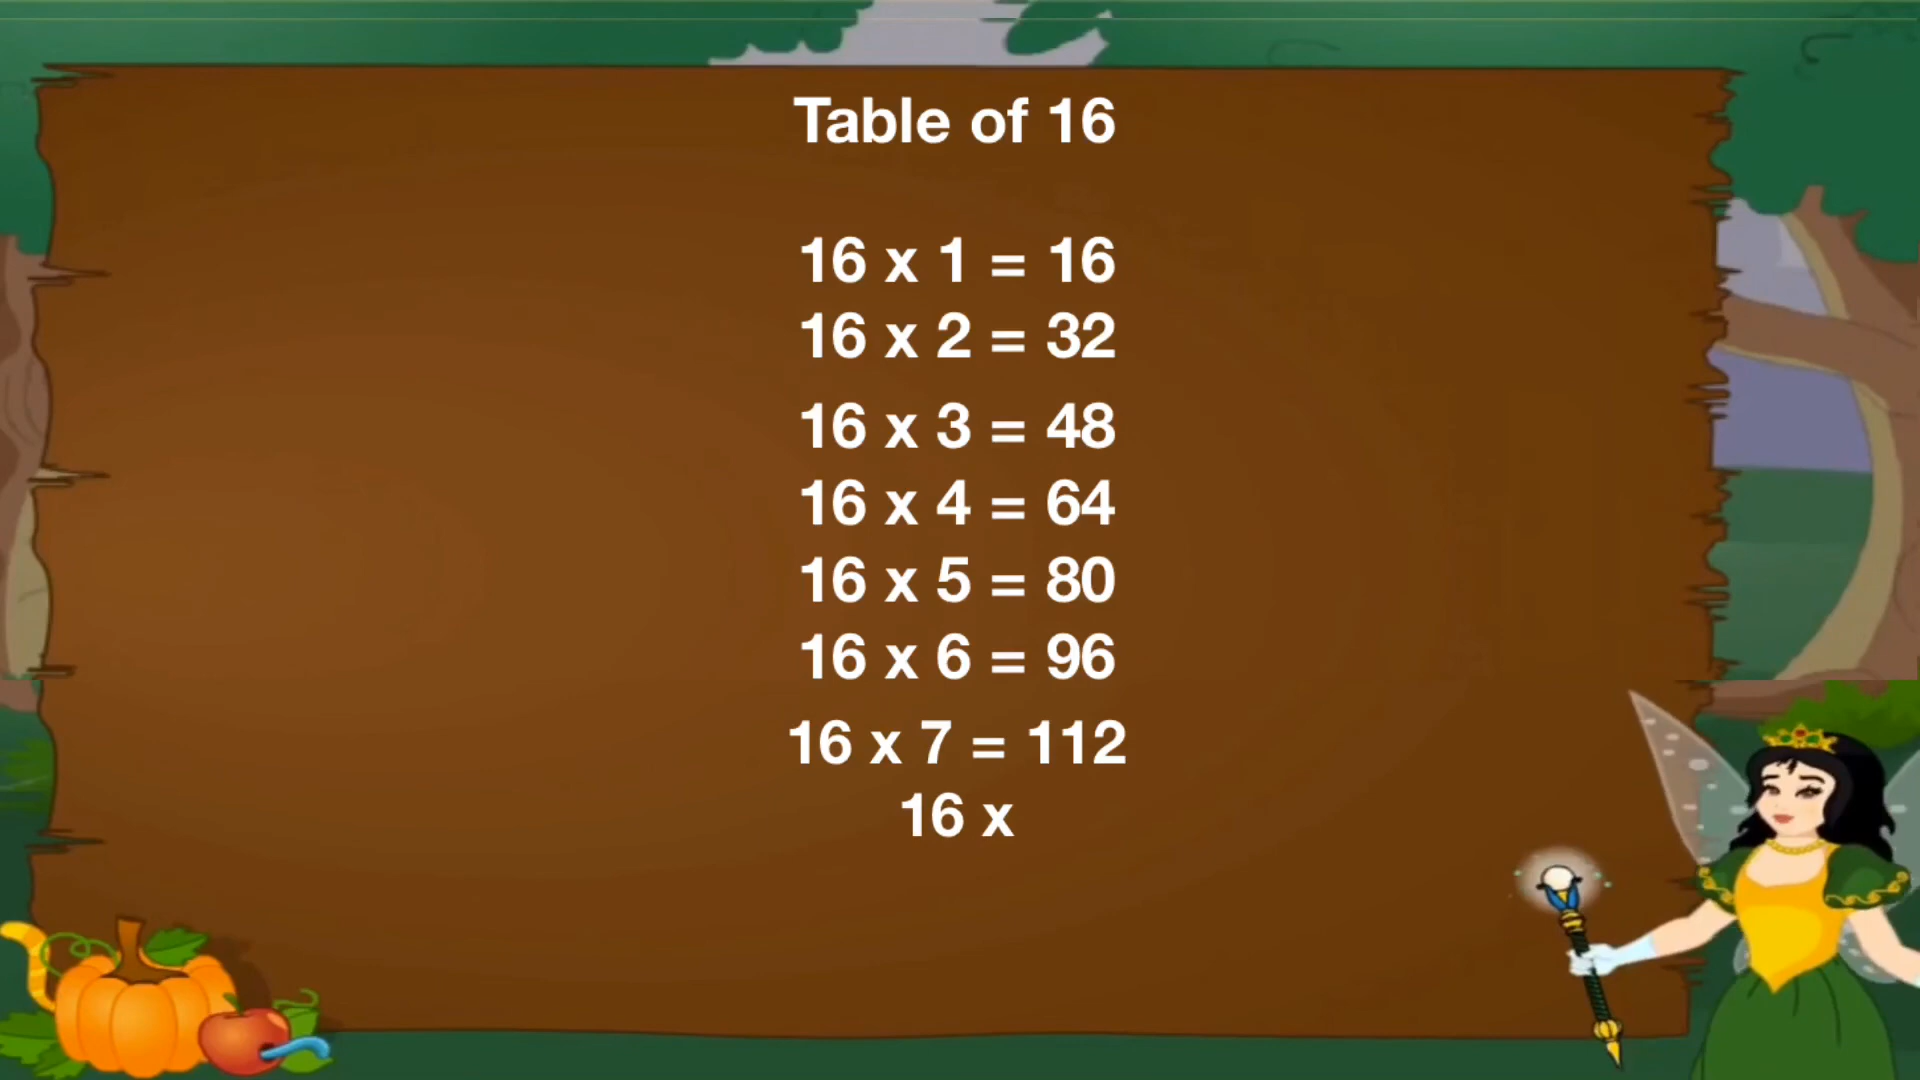 Table of 16
16 x 1 = 16
16 x 2 = 32
16 x 3 = 48
16 x 4 = 64
16 x 5 = 80
16 x 6 = 96
16 x 7 = 112
16 x